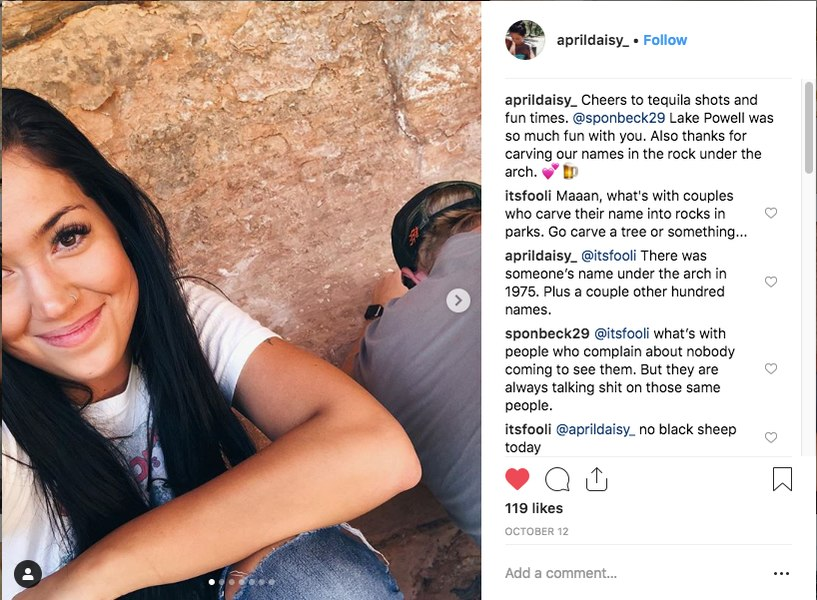 aprildaisy_ • Follow
aprildaisy_ Cheers to tequila shots and
fun times. @sponbeck29 Lake Powell was
so much fun with you. Also thanks for
carving our names in the rock under the
arch. 💕🍺
itsfooli Maaan, what's with couples
who carve their name into rocks in
parks. Go carve a tree or something...
aprildaisy_ @itsfooli There was
someone’s name under the arch in
1975. Plus a couple other hundred
names.
sponbeck29 @itsfooli what’s with
people who complain about nobody
coming to see them. But they are
always talking shit on those same
people.
itsfooli @aprildaisy_ no black sheep
today
119 likes
OCTOBER 12
Add a comment...